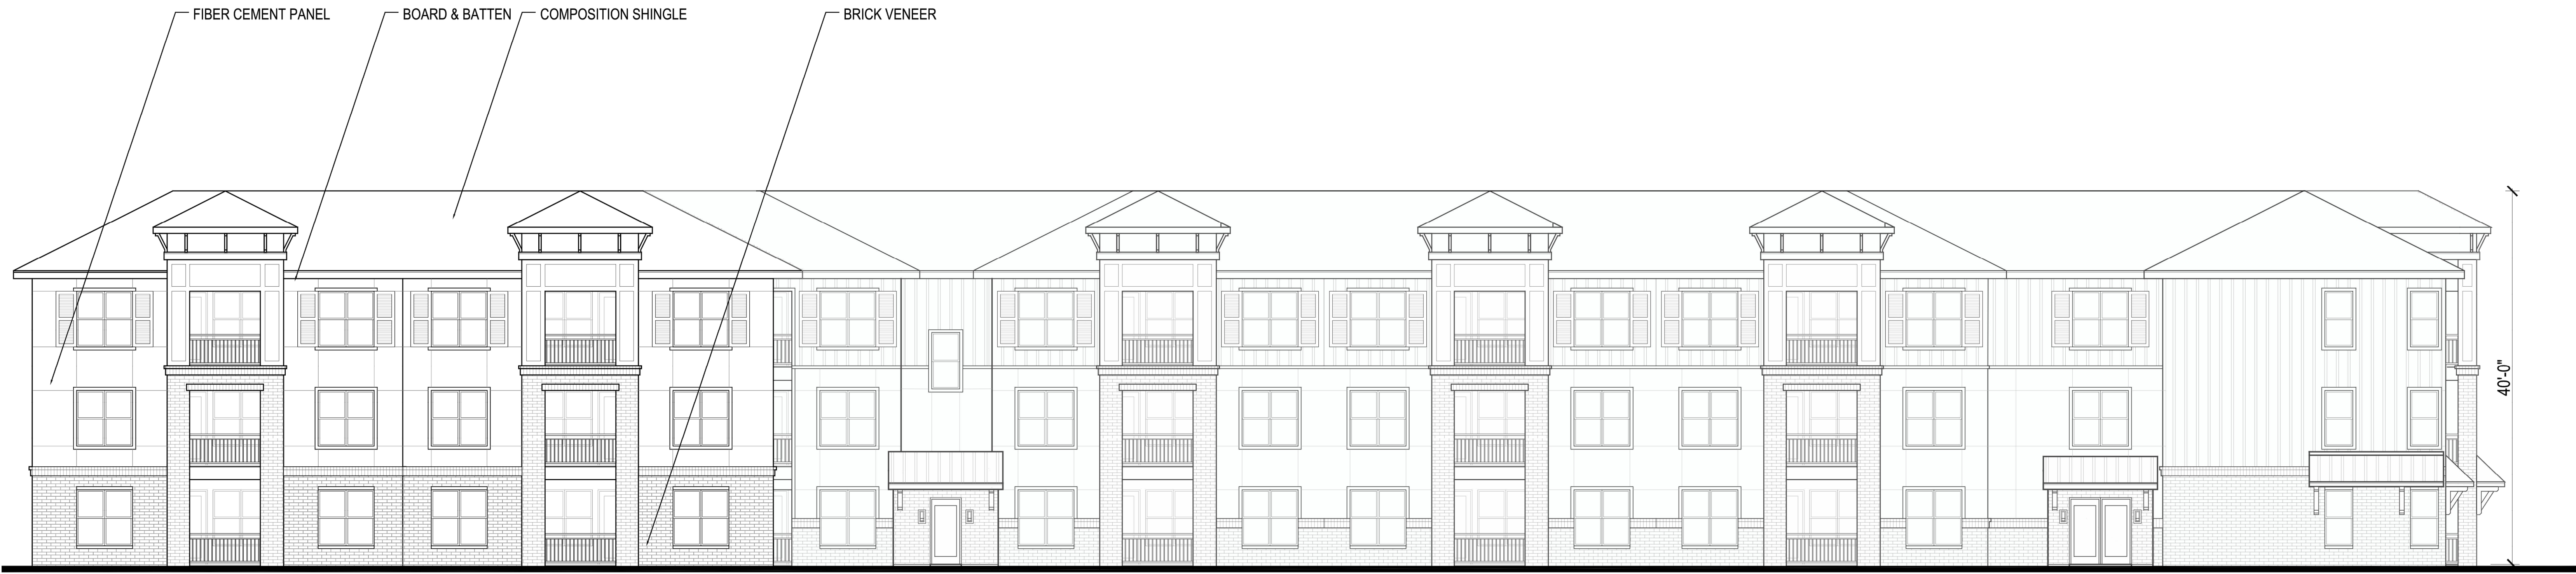 FIBER CEMENT PANEL
BOARD & BATTEN
COMPOSITION SHINGLE
BRICK VENEER
40'-0"